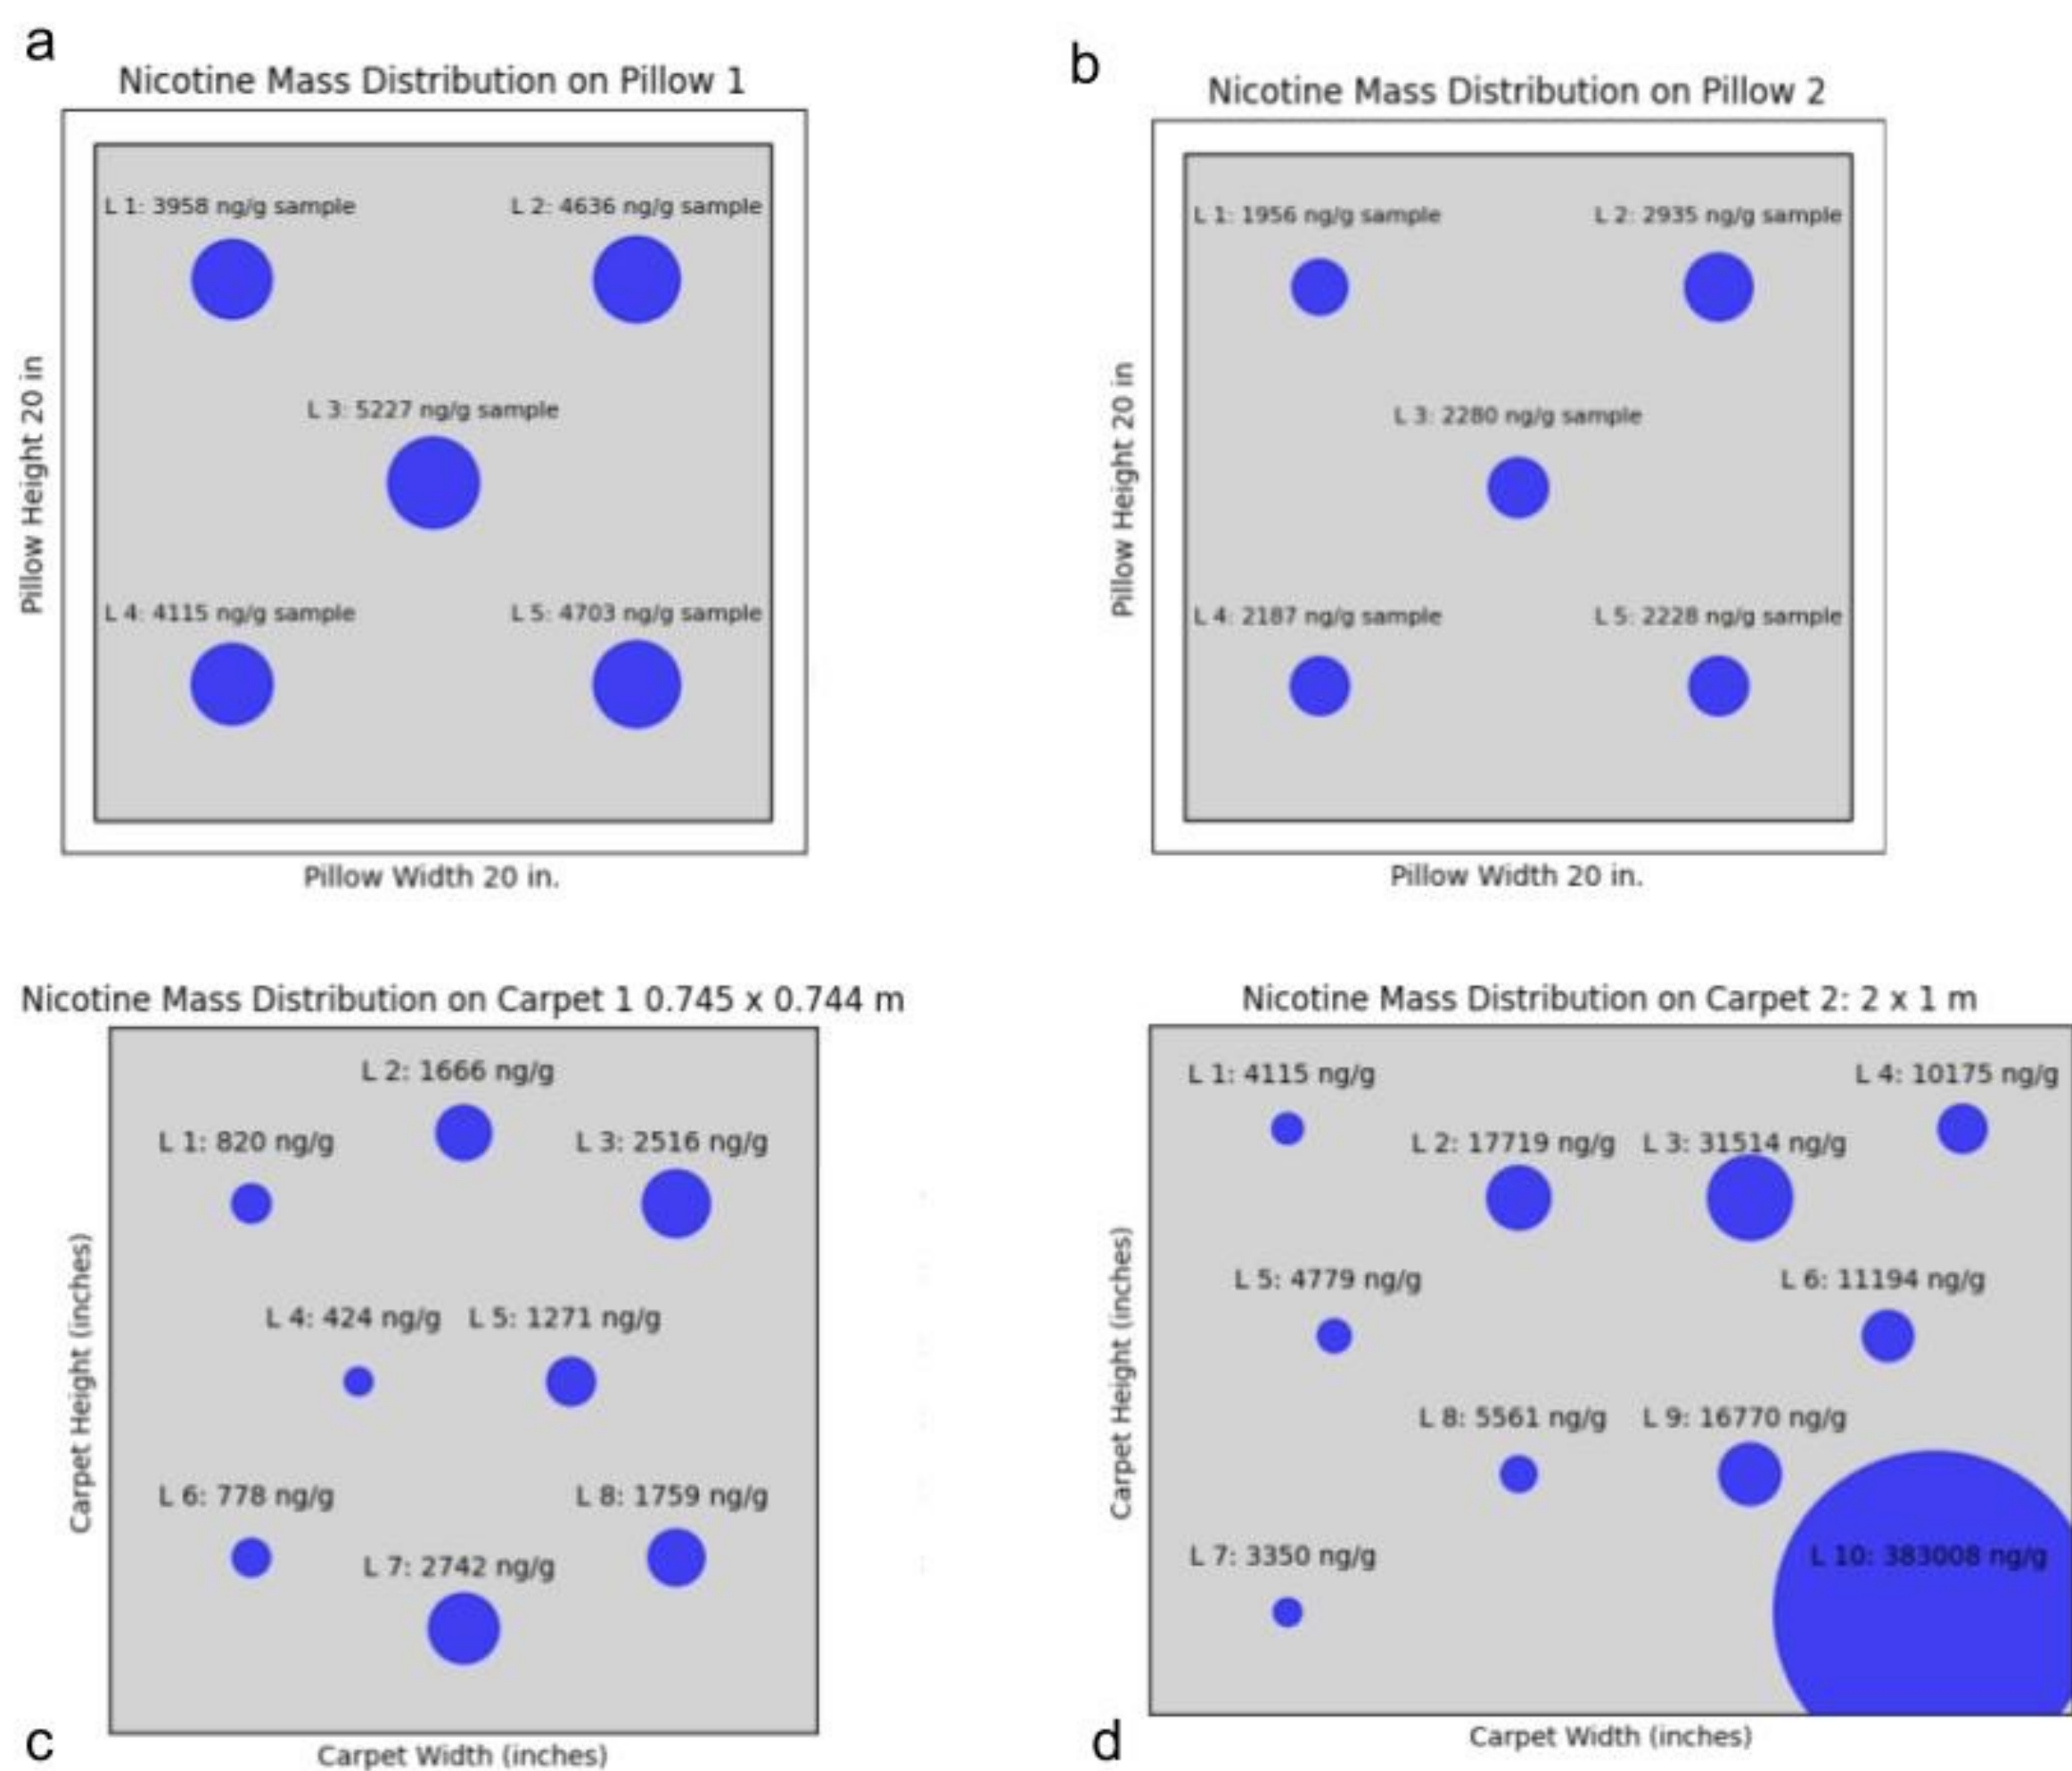 a
Nicotine Mass Distribution on Pillow 1
L 1: 3958 ng/g sample
L 2: 4636 ng/g sample
L 3: 5227 ng/g sample
L 4: 4115 ng/g sample
L 5: 4703 ng/g sample
Pillow Height 20 in
Pillow Width 20 in.
b
Nicotine Mass Distribution on Pillow 2
L 1: 1956 ng/g sample
L 2: 2935 ng/g sample
L 3: 2280 ng/g sample
L 4: 2187 ng/g sample
L 5: 2228 ng/g sample
Pillow Height 20 in
Pillow Width 20 in.
Nicotine Mass Distribution on Carpet 1 0.745 x 0.744 m
L 2: 1666 ng/g
L 1: 820 ng/g
L 3: 2516 ng/g
L 4: 424 ng/g
L 5: 1271 ng/g
L 6: 778 ng/g
L 8: 1759 ng/g
L 7: 2742 ng/g
Carpet Height (inches)
Carpet Width (inches)
c
Nicotine Mass Distribution on Carpet 2: 2 x 1 m
L 1: 4115 ng/g
L 4: 10175 ng/g
L 2: 17719 ng/g
L 3: 31514 ng/g
L 5: 4779 ng/g
L 6: 11194 ng/g
L 8: 5561 ng/g
L 9: 16770 ng/g
L 7: 3350 ng/g
L 10: 383008 ng/g
Carpet Height (inches)
Carpet Width (inches)
d